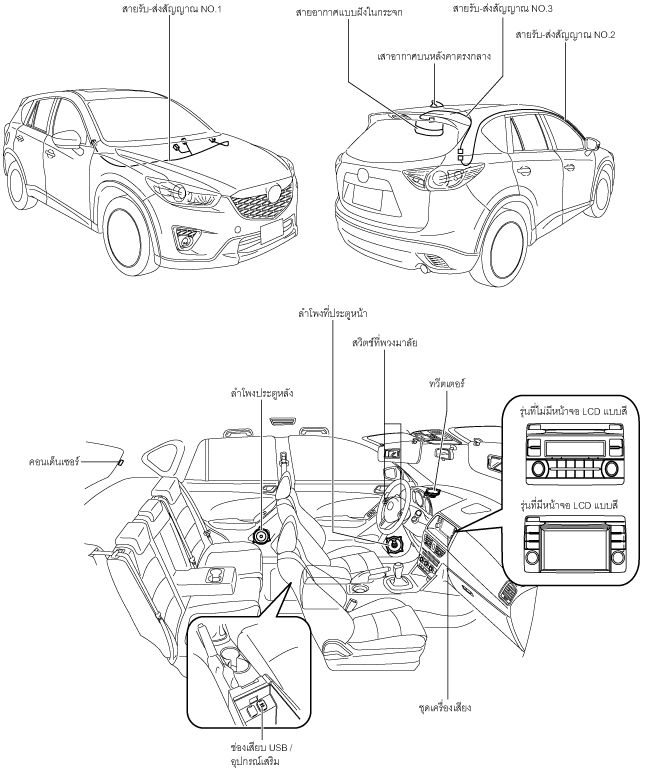 สายรับ-ส่งสัญญาณ NO.1
สายอากาศแบบฝังในกระจก
สายรับ-ส่งสัญญาณ NO.3
สายรับ-ส่งสัญญาณ NO.2
เสาอากาศบนหลังคาตรงกลาง
ลำโพงที่ประตูหน้า
สวิตช์ที่พวงมาลัย
ทวีตเตอร์
ลำโพงประตูหลัง
รุ่นที่ไม่มีหน้าจอ LCD แบบสี
คอนเด็นเซอร์
รุ่นที่มีหน้าจอ LCD แบบสี
ชุดเครื่องเสียง
ช่องเสียบ USB /
อุปกรณ์เสริม